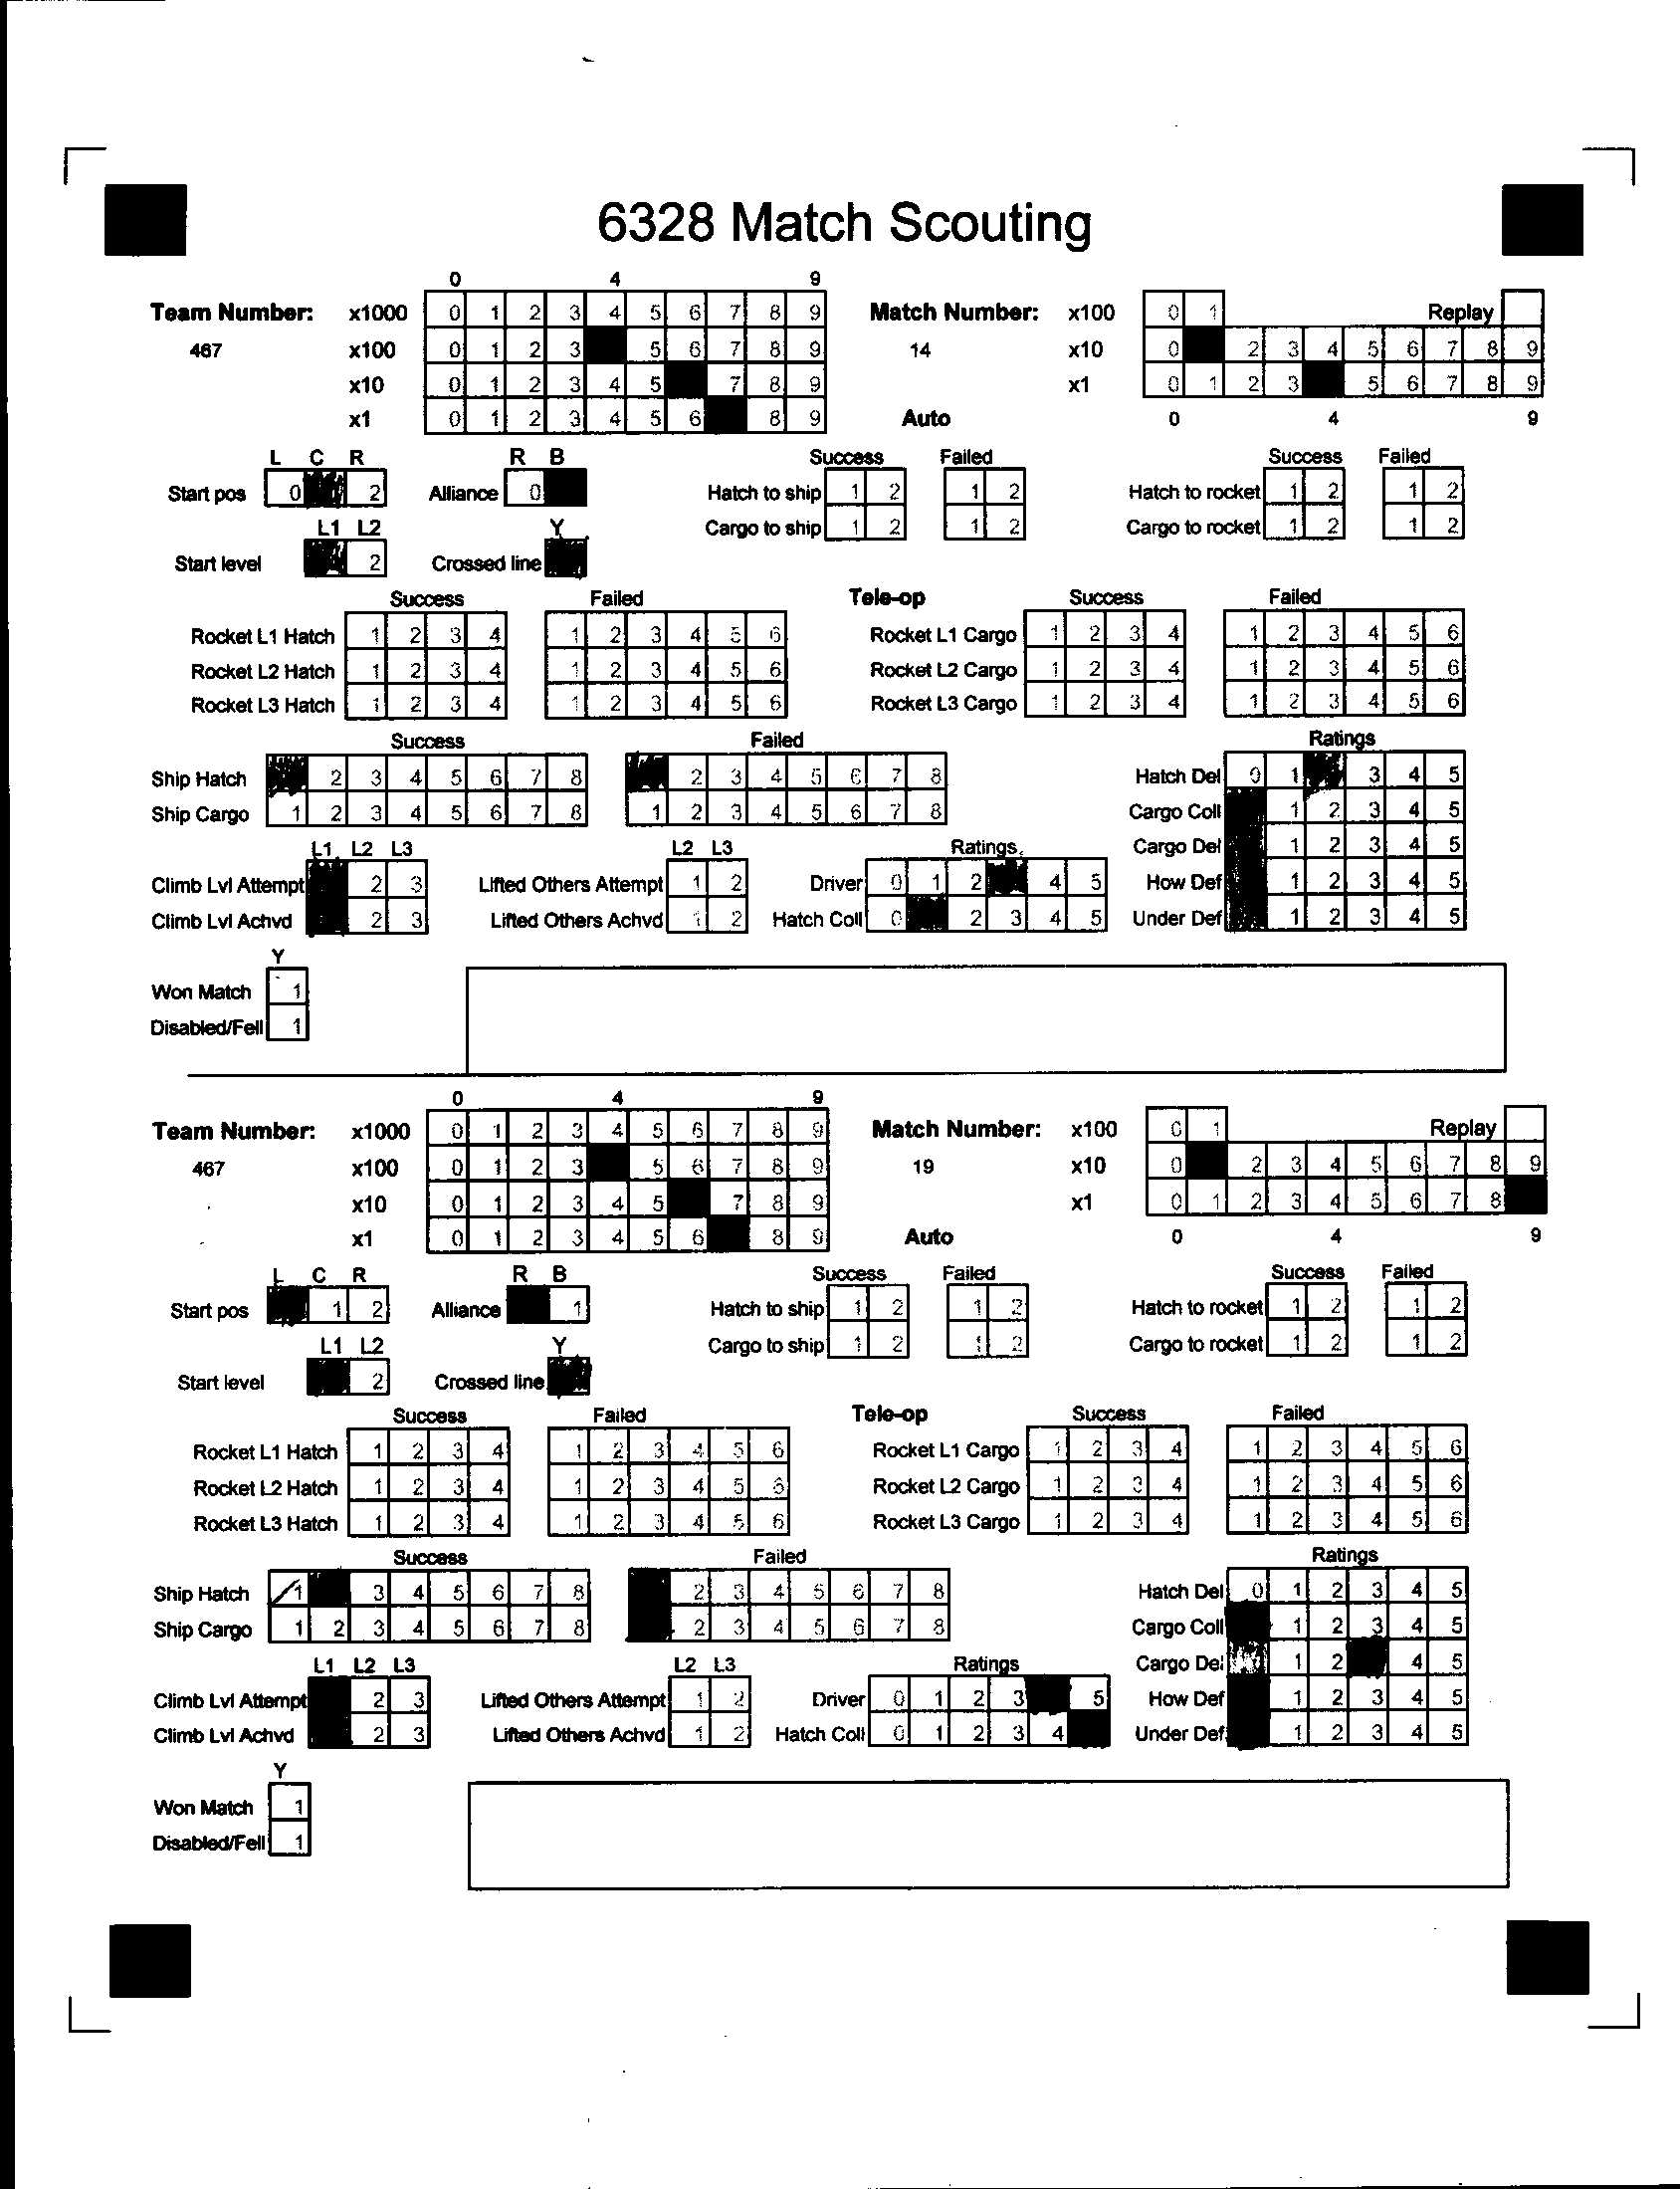 6328 Match Scouting
0 4 9
Team Number: x1000 0 1 2 3 4 5 6 7 8 9 Match Number: x100 0 1 Replay
467 x100 0 1 2 3 5 6 7 8 9 14 x10 0 2 3 4 5 6 7 8 9
x10 0 1 2 3 4 5 7 8 9 x1 0 1 2 3 5 6 7 8 9
x1 0 1 2 3 4 5 6 8 9 Auto 0 4 9
L C R R B Success Failed Success Failed
Start pos 0 2 Alliance 0 Hatch to ship 1 2 1 2 Hatch to rocket 1 2 1 2
L1 L2 Y Cargo to ship 1 2 1 2 Cargo to rocket 1 2 1 2
Start level 2 Crossed line
Success Failed Tele-op Success Failed
Rocket L1 Hatch 1 2 3 4 1 2 3 4 5 6 Rocket L1 Cargo 1 2 3 4 1 2 3 4 5 6
Rocket L2 Hatch 1 2 3 4 1 2 3 4 5 6 Rocket L2 Cargo 1 2 3 4 1 2 3 4 5 6
Rocket L3 Hatch 1 2 3 4 1 2 3 4 5 6 Rocket L3 Cargo 1 2 3 4 1 2 3 4 5 6
Success Failed Ratings
Ship Hatch 2 3 4 5 6 7 8 2 3 4 5 6 7 8 Hatch Del 0 1 3 4 5
Ship Cargo 1 2 3 4 5 6 7 8 1 2 3 4 5 6 7 8 Cargo Coll 1 2 3 4 5
L1 L2 L3 L2 L3 Ratings Cargo Del 1 2 3 4 5
Climb Lvl Attempt 2 3 Lifted Others Attempt 1 2 Driver 0 1 2 4 5 How Def 1 2 3 4 5
Climb Lvl Achvd 2 3 Lifted Others Achvd 1 2 Hatch Coll 0 2 3 4 5 Under Def 1 2 3 4 5
Y
Won Match 1
Disabled/Fell 1
0 4 9
Team Number: x1000 0 1 2 3 4 5 6 7 8 9 Match Number: x100 0 1 Replay
467 x100 0 1 2 3 5 6 7 8 9 19 x10 0 2 3 4 5 6 7 8 9
x10 0 1 2 3 4 5 7 8 9 x1 0 1 2 3 4 5 6 7 8
x1 0 1 2 3 4 5 6 8 9 Auto 0 4 9
L C R R B Success Failed Success Failed
Start pos 1 2 Alliance 1 Hatch to ship 1 2 1 2 Hatch to rocket 1 2 1 2
L1 L2 Y Cargo to ship 1 2 1 2 Cargo to rocket 1 2 1 2
Start level 2 Crossed line
Success Failed Tele-op Success Failed
Rocket L1 Hatch 1 2 3 4 1 2 3 4 5 6 Rocket L1 Cargo 1 2 3 4 1 2 3 4 5 6
Rocket L2 Hatch 1 2 3 4 1 2 3 4 5 6 Rocket L2 Cargo 1 2 3 4 1 2 3 4 5 6
Rocket L3 Hatch 1 2 3 4 1 2 3 4 5 6 Rocket L3 Cargo 1 2 3 4 1 2 3 4 5 6
Success Failed Ratings
Ship Hatch 1 3 4 5 6 7 8 2 3 4 5 6 7 8 Hatch Del 0 1 2 3 4 5
Ship Cargo 1 2 3 4 5 6 7 8 2 3 4 5 6 7 8 Cargo Coll 1 2 3 4 5
L1 L2 L3 L2 L3 Ratings Cargo Del 1 2 4 5
Climb Lvl Attempt 2 3 Lifted Others Attempt 1 2 Driver 0 1 2 3 5 How Def 1 2 3 4 5
Climb Lvl Achvd 2 3 Lifted Others Achvd 1 2 Hatch Coll 0 1 2 3 4 Under Def 1 2 3 4 5
Y
Won Match 1
Disabled/Fell 1